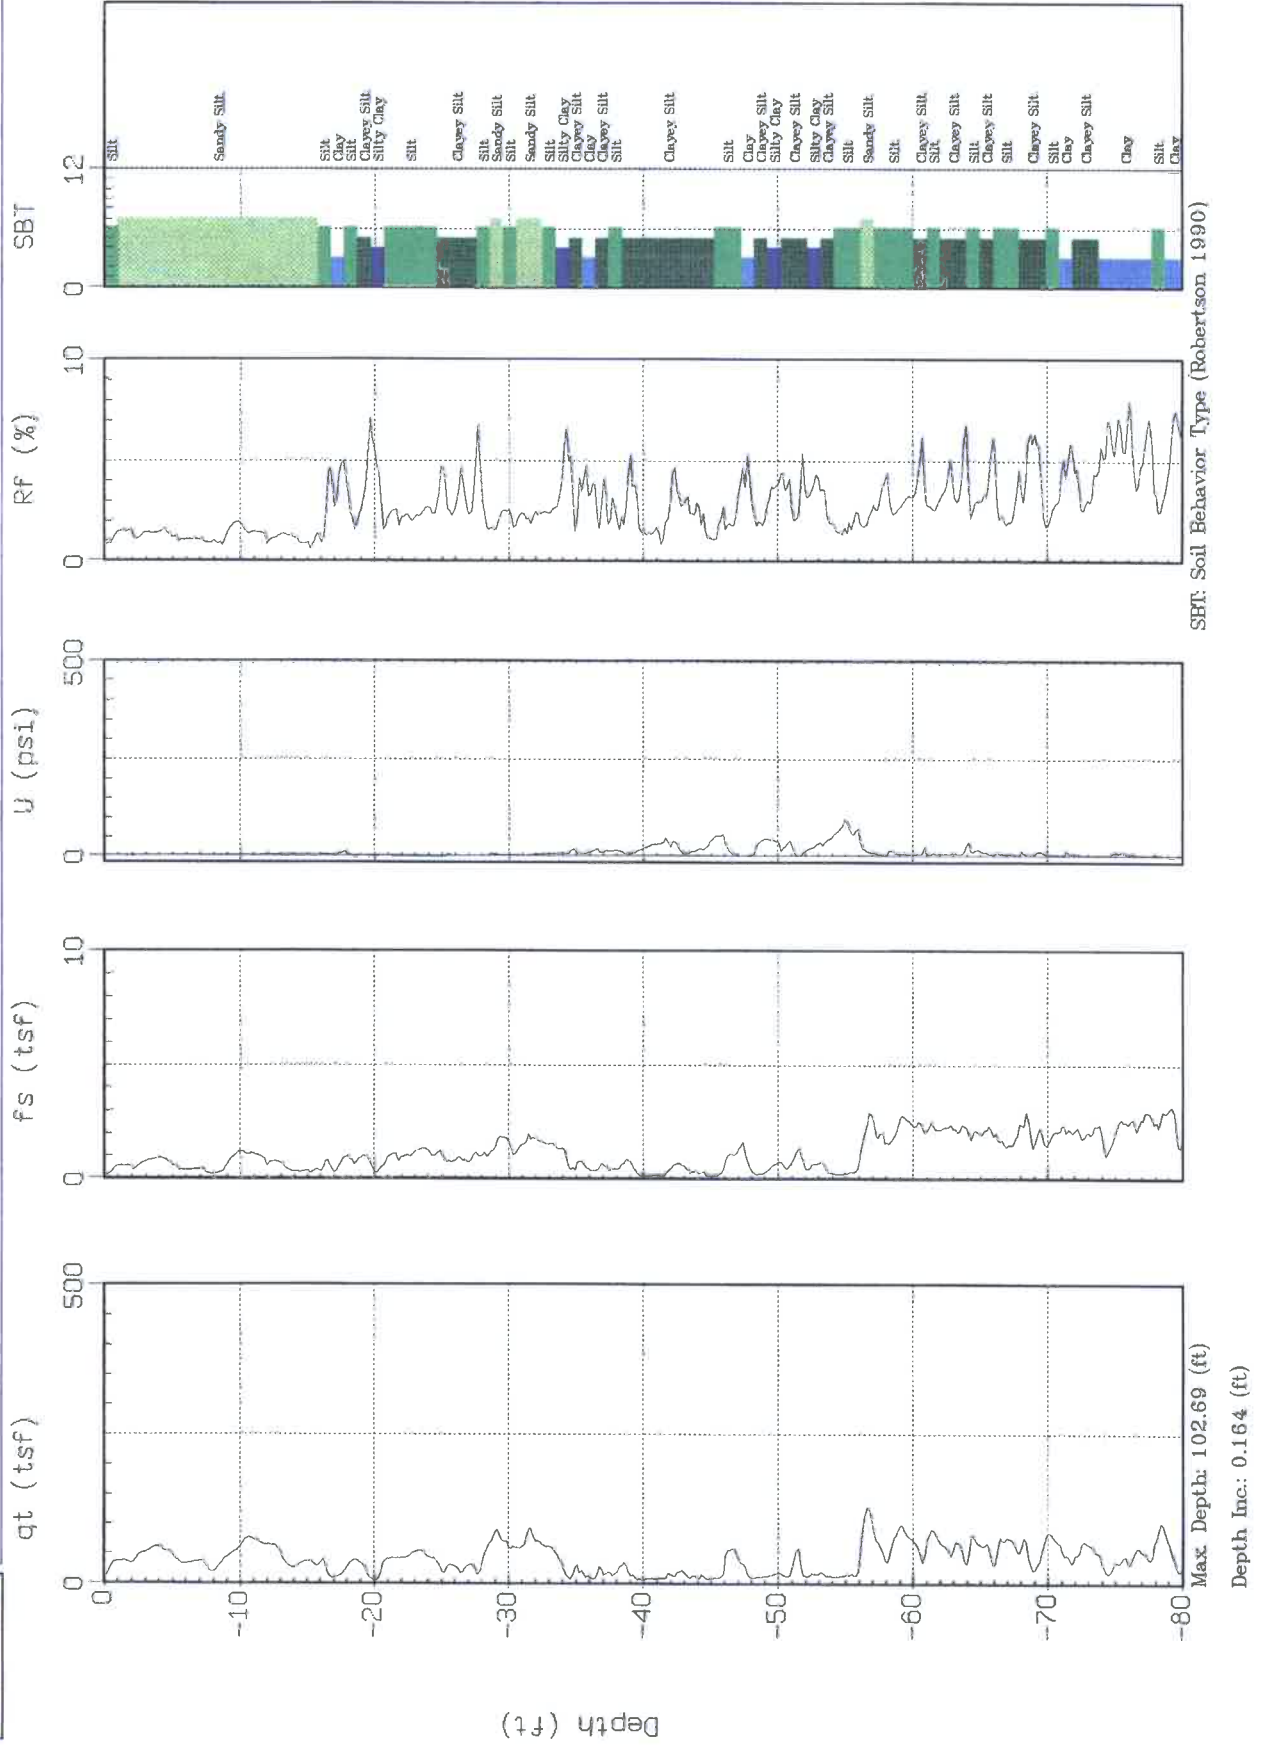 qt (tsf)
fs (tsf)
U (psi)
Rf (%)
SBT
0
500
0
10
0
500
0
10
0
12
Depth (ft)
0
-10
-20
-30
-40
-50
-60
-70
-80
Silt
Sandy Silt
Silt
Clay
Silt
Clayey Silt
Silty Clay
Silt
Clayey Silt
Silt
Sandy Silt
Silt
Sandy Silt
Silt
Silty Clay
Clayey Silt
Clay
Clayey Silt
Silt
Clayey Silt
Silt
Clay
Clayey Silt
Silty Clay
Clayey Silt
Silty Clay
Clayey Silt
Silt
Sandy Silt
Silt
Clayey Silt
Silt
Clayey Silt
Silt
Clayey Silt
Silt
Clayey Silt
Silt
Clay
Clayey Silt
Clay
Silt
Clay
Max. Depth: 102.69 (ft)
Depth Inc.: 0.164 (ft)
SBT: Soil Behavior Type (Robertson 1990)